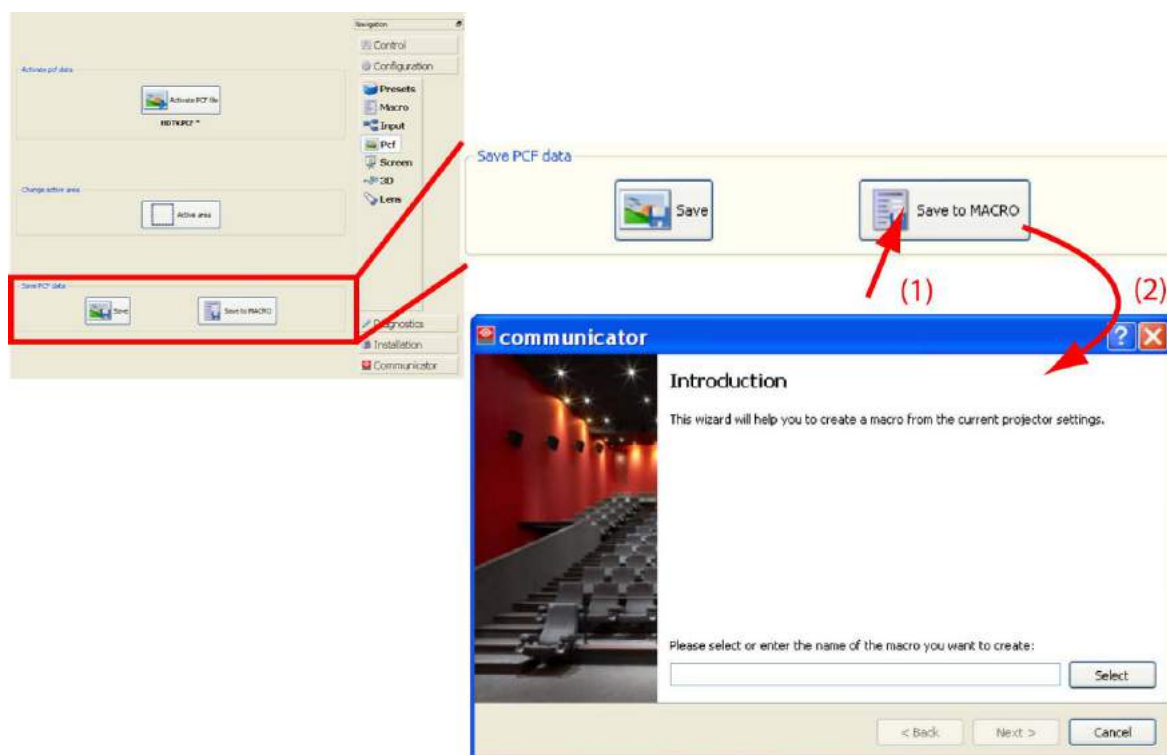 Navigation
Control
Configuration
Presets
Macro
Input
Pcf
Screen
3D
Lens
Diagnostics
Installation
Communicator
Activate pcf data
Activate PCF file
Change active area
Active area
Save PCF data
Save
Save to MACRO
Save PCF data
Save
Save to MACRO
(1)
(2)
communicator
Introduction
This wizard will help you to create a macro from the current projector settings.
Please select or enter the name of the macro you want to create:
Select
< Back
Next >
Cancel